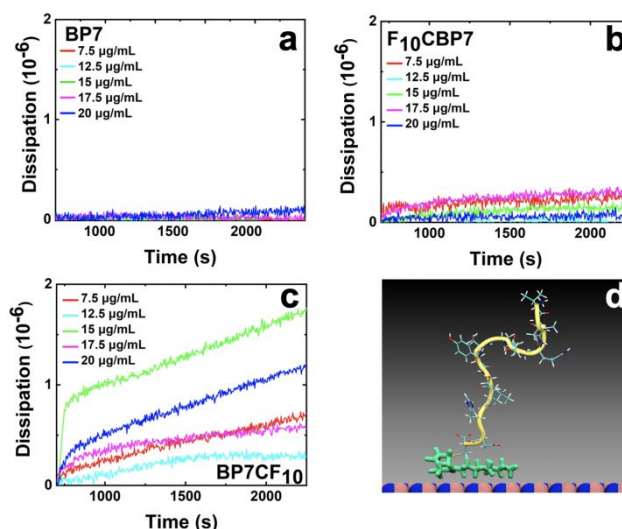 BP7
a
7.5 µg/mL
12.5 µg/mL
15 µg/mL
17.5 µg/mL
20 µg/mL
Dissipation (10⁻⁶)
2
1
0
1000
1500
2000
Time (s)
F₁₀CBP7
b
7.5 µg/mL
12.5 µg/mL
15 µg/mL
17.5 µg/mL
20 µg/mL
Dissipation (10⁻⁶)
2
1
0
1000
1500
2000
Time (s)
7.5 µg/mL
12.5 µg/mL
15 µg/mL
17.5 µg/mL
20 µg/mL
c
Dissipation (10⁻⁶)
2
1
0
BP7CF₁₀
1000
1500
2000
Time (s)
d